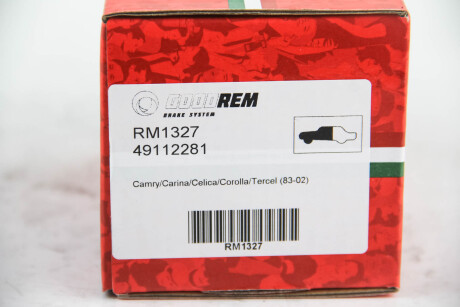 GOODREM
BRAKE SYSTEM
RM1327
49112281
Camry/Carina/Celica/Corolla/Tercel (83-02)
RM1327